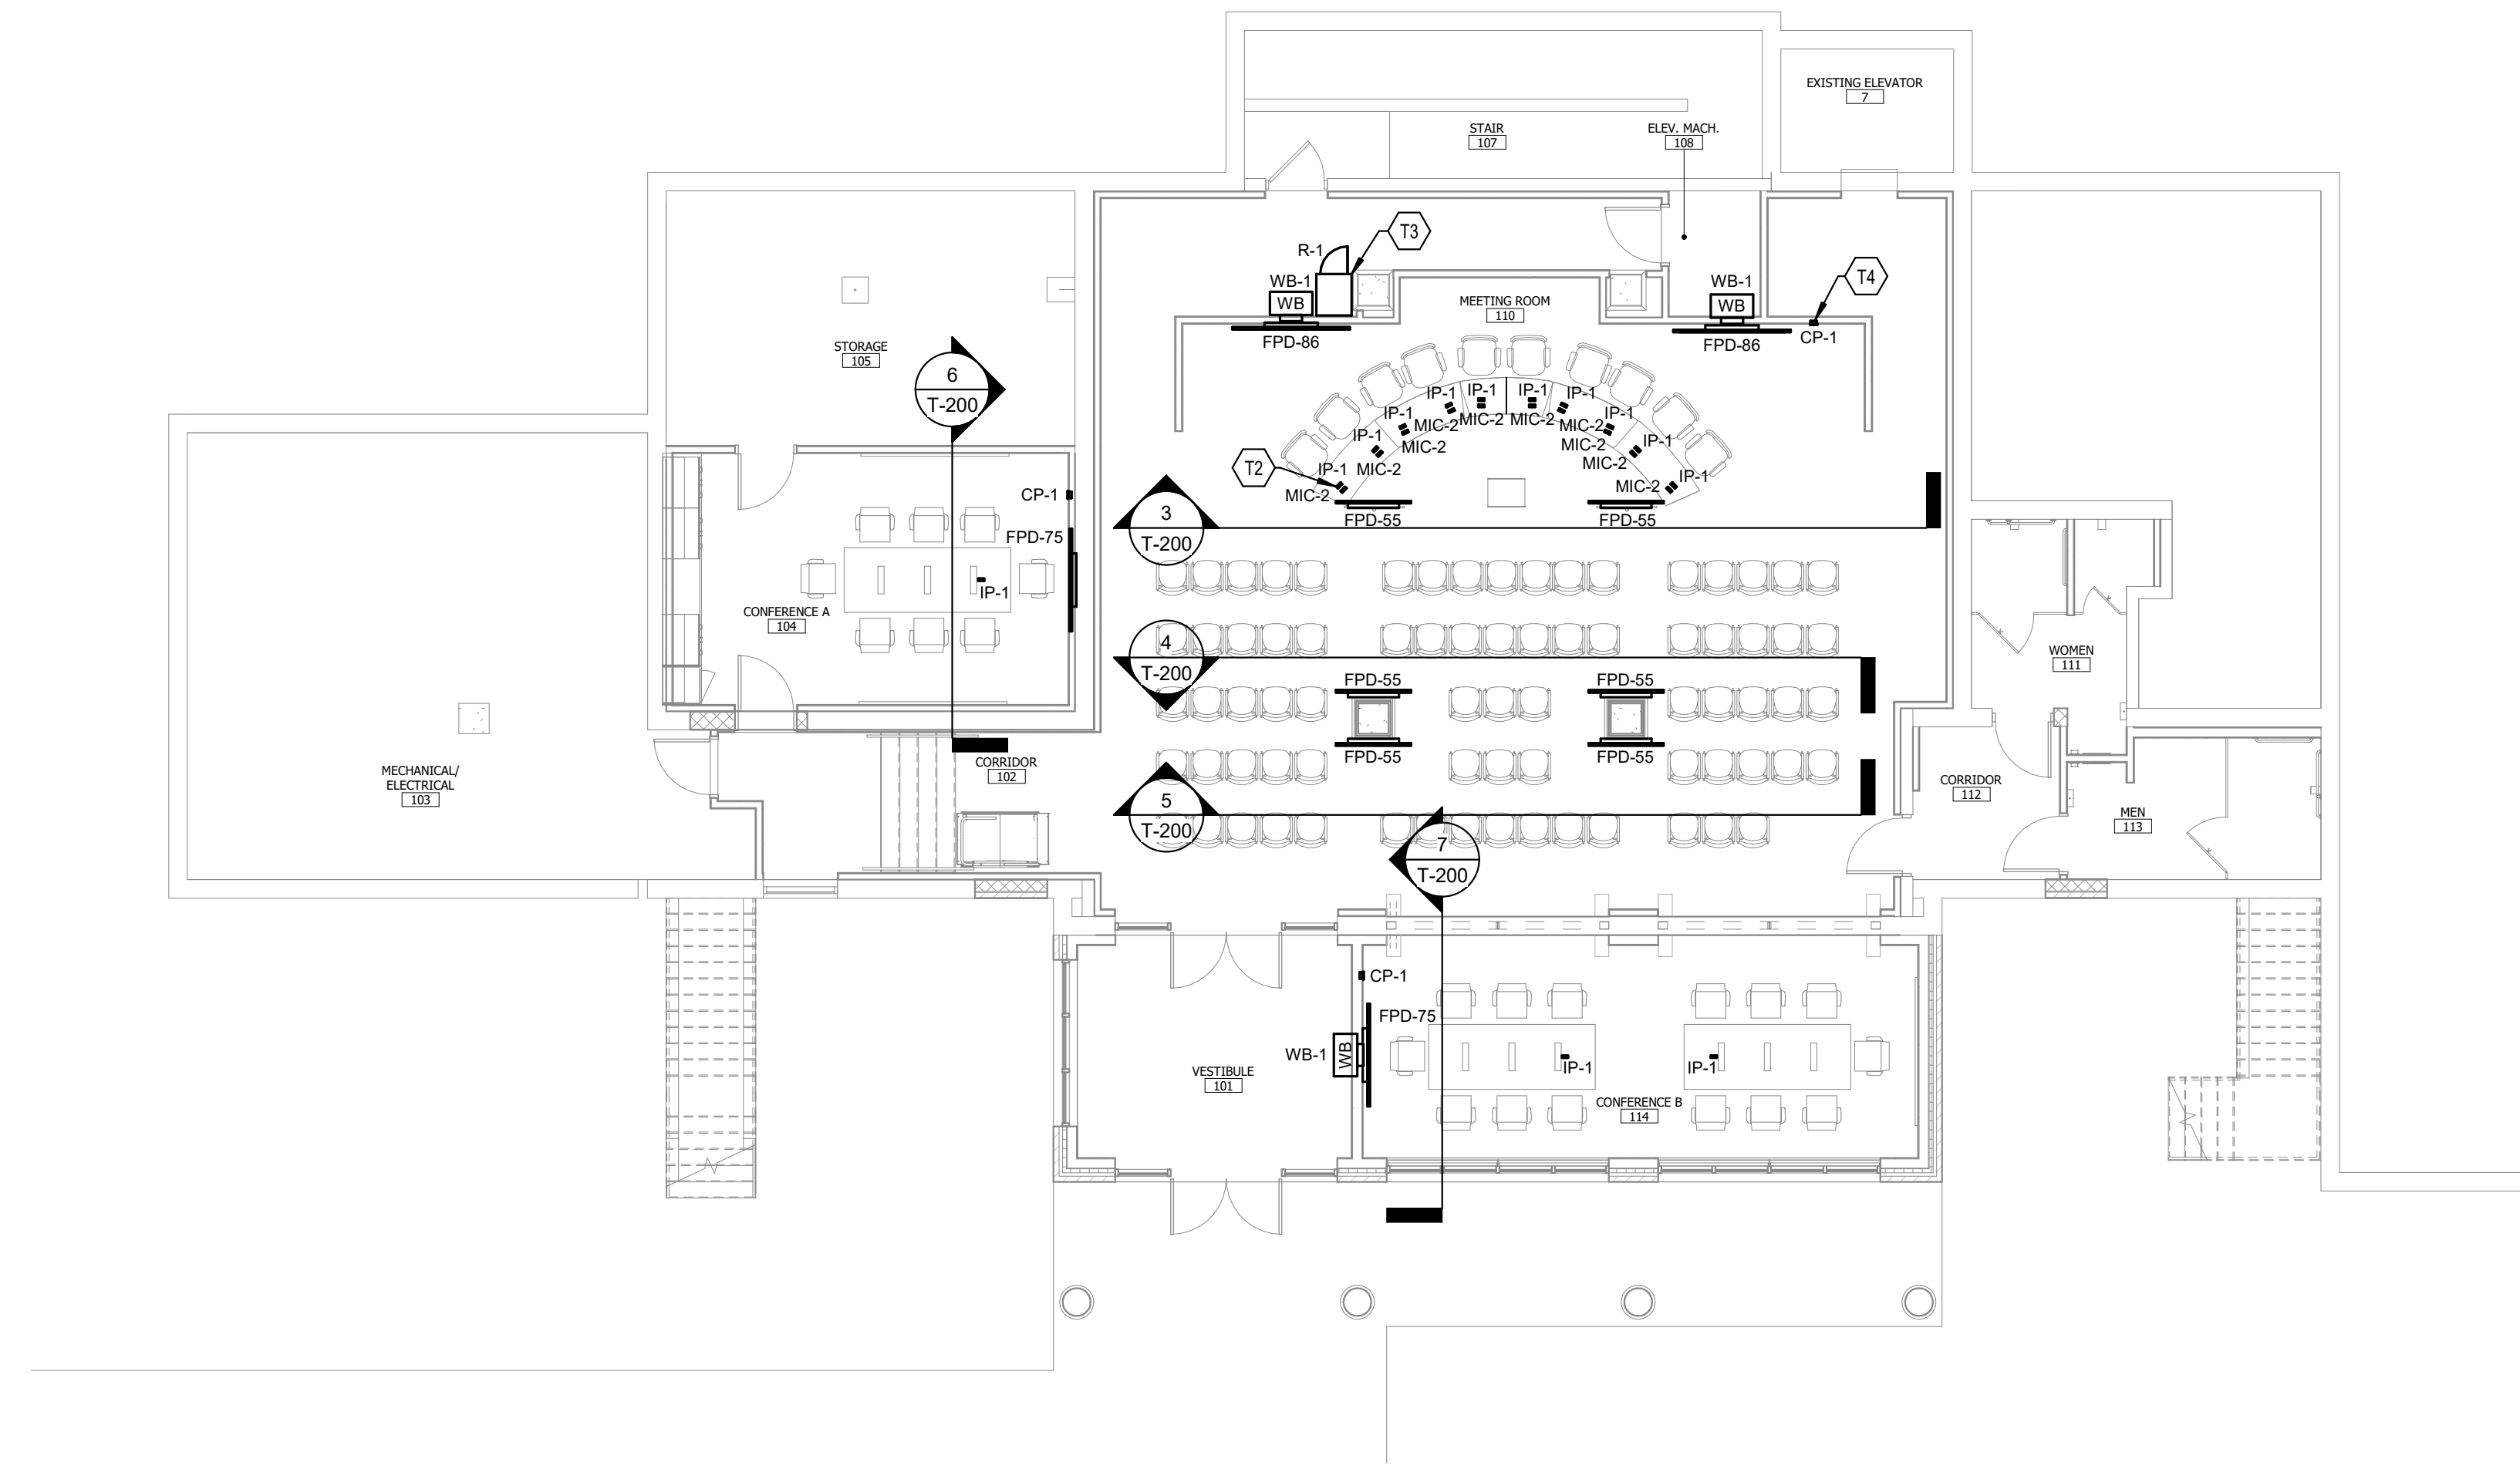 EXISTING ELEVATOR
7
STAIR
107
ELEV. MACH.
108
T3
R-1
WB-1
WB
FPD-86
MEETING ROOM
110
WB-1
WB
FPD-86
T4
CP-1
STORAGE
105
6
T-200
IP-1
IP-1
IP-1
IP-1
IP-1
IP-1
IP-1
IP-1
IP-1
IP-1
MIC-2
MIC-2
MIC-2
MIC-2
MIC-2
MIC-2
MIC-2
MIC-2
MIC-2
MIC-2
T2
FPD-55
FPD-55
3
T-200
CP-1
FPD-75
IP-1
CONFERENCE A
104
4
T-200
FPD-55
FPD-55
FPD-55
FPD-55
WOMEN
111
MECHANICAL/
ELECTRICAL
103
CORRIDOR
102
CORRIDOR
112
5
T-200
MEN
113
7
T-200
CP-1
FPD-75
WB-1
WB
VESTIBULE
101
IP-1
IP-1
CONFERENCE B
114